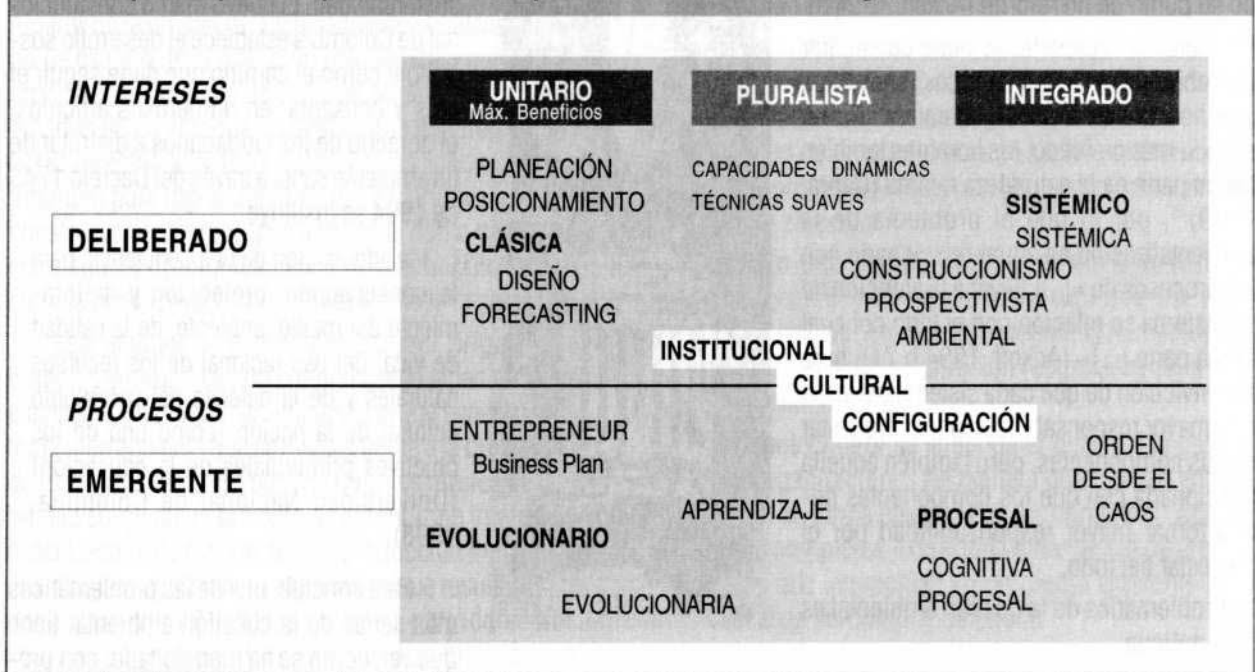 INTERESES
UNITARIO
Máx. Beneficios
PLURALISTA
INTEGRADO
PLANEACIÓN
POSICIONAMIENTO
CAPACIDADES DINÁMICAS
TÉCNICAS SUAVES
SISTÉMICO
SISTÉMICA
DELIBERADO
CLÁSICA
DISEÑO
FORECASTING
CONSTRUCCIONISMO
PROSPECTIVISTA
AMBIENTAL
INSTITUCIONAL
CULTURAL
CONFIGURACIÓN
PROCESOS
ENTREPRENEUR
Business Plan
ORDEN
DESDE EL
CAOS
EMERGENTE
APRENDIZAJE
PROCESAL
EVOLUCIONARIO
COGNITIVA
PROCESAL
EVOLUCIONARIA